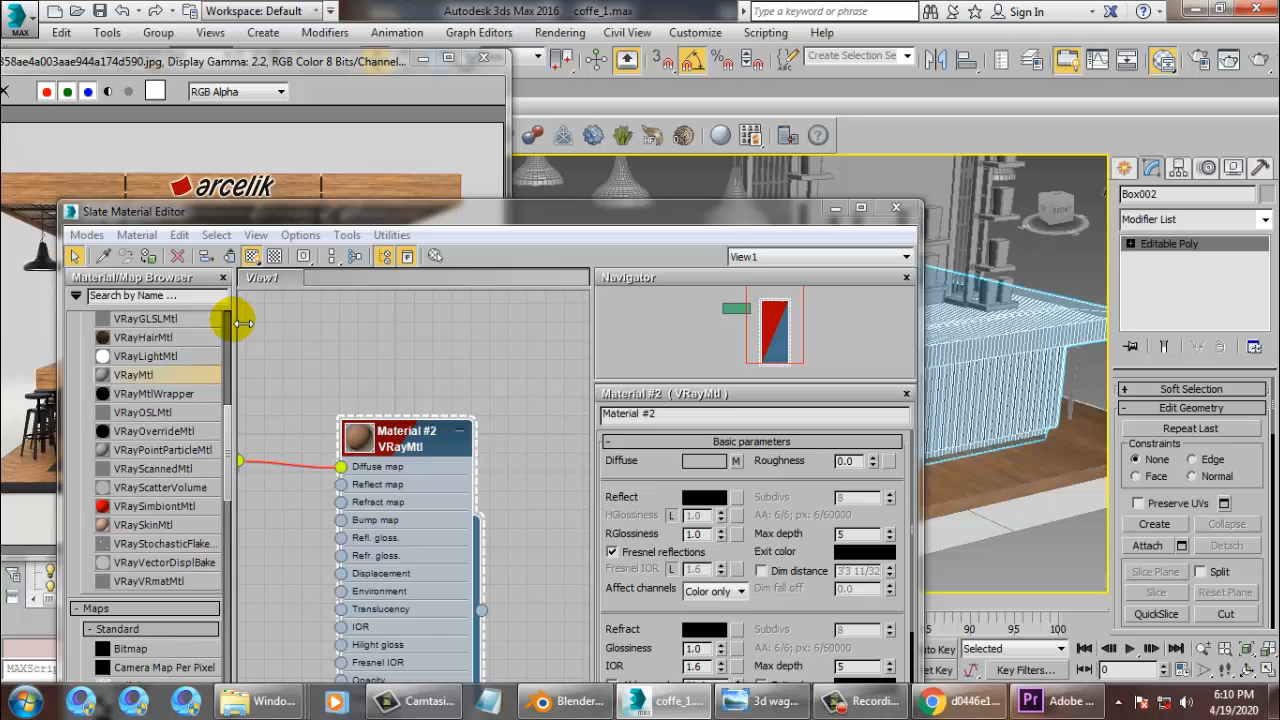 MAX
Workspace: Default
Autodesk 3ds Max 2016 coffe_1.max
Type a keyword or phrase
Sign In
Edit Tools Group Views Create Modifiers Animation Graph Editors Rendering Civil View Customize Scripting Help
858ae4a003aae944a174d590.jpg, Display Gamma: 2.2, RGB Color 8 Bits/Channel...
Create Selection Se
RGB Alpha
arcelik
Slate Material Editor
Modes Material Edit Select View Options Tools Utilities
View1
Material/Map Browser
Search by Name ...
VRayGLSLMtl
VRayHairMtl
VRayLightMtl
VRayMtl
VRayMtlWrapper
VRayOSLMtl
VRayOverrideMtl
VRayPointParticleMtl
VRayScannedMtl
VRayScatterVolume
VRaySimbiontMtl
VRaySkinMtl
VRayStochasticFlake...
VRayVectorDisplBake
VRayVRmatMtl
- Maps
- Standard
Bitmap
Camera Map Per Pixel
View1
Material #2
VRayMtl
Diffuse map
Reflect map
Refract map
Bump map
Refl. gloss.
Refr. gloss.
Displacement
Environment
Translucency
IOR
Hilight gloss
Fresnel IOR
Opacity
Navigator
Material #2 ( VRayMtl )
Material #2
- Basic parameters
Diffuse M Roughness 0.0
Reflect Subdivs 8
HGlossiness L 1.0 AA: 6/6; px: 6/60000
RGlossiness 1.0 Max depth 5
Fresnel reflections Exit color
Fresnel IOR L 1.6 Dim distance 3'3 11/32
Affect channels Color only Dim fall off 0.0
Refract Subdivs 8
Glossiness 1.0 AA: 6/6; px: 6/60000
IOR 1.6 Max depth 5
Box002
Modifier List
Editable Poly
+ Soft Selection
- Edit Geometry
Repeat Last
Constraints
None Edge
Face Normal
Preserve UVs
Create Collapse
Attach Detach
Slice Plane Split
Slice Reset Plane
QuickSlice Cut
85 90 95 100
Auto Key Selected
Set Key Key Filters...
0
MAXScrip
Windo... Camtasi... Blender... coffe_1.... 3d wag... Recordi... d0446e1... Adobe ...
6:10 PM
4/19/2020